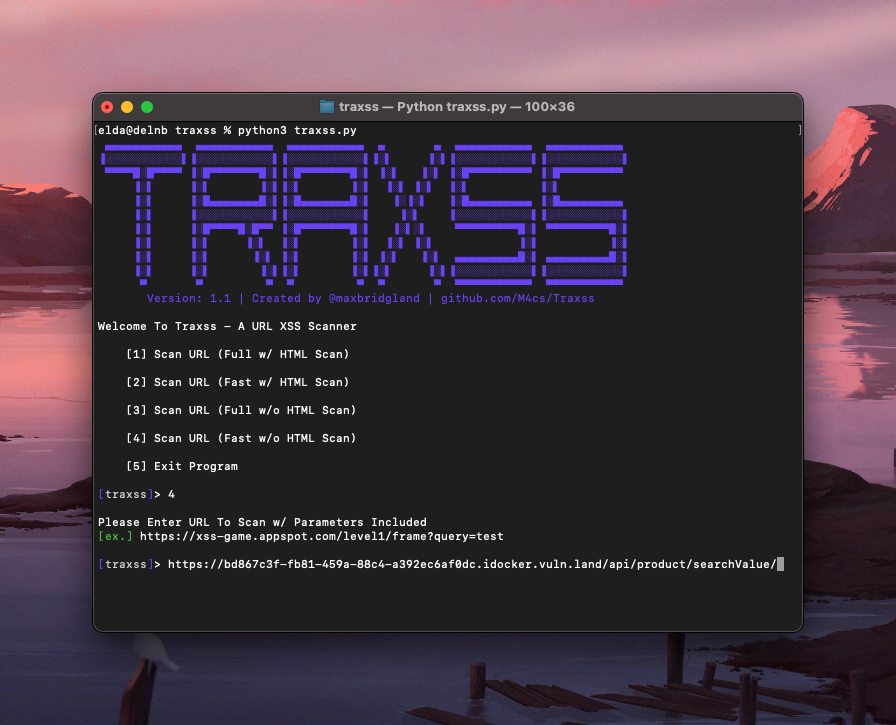 traxss — Python traxss.py — 100×36
[elda@delnb traxss % python3 traxss.py ]
TRAXSS
Version: 1.1 | Created by @maxbridgland | github.com/M4cs/Traxss
Welcome To Traxss - A URL XSS Scanner
[1] Scan URL (Full w/ HTML Scan)
[2] Scan URL (Fast w/ HTML Scan)
[3] Scan URL (Full w/o HTML Scan)
[4] Scan URL (Fast w/o HTML Scan)
[5] Exit Program
[traxss]> 4
Please Enter URL To Scan w/ Parameters Included
[ex.] https://xss-game.appspot.com/level1/frame?query=test
[traxss]> https://bd867c3f-fb81-459a-88c4-a392ec6af0dc.idocker.vuln.land/api/product/searchValue/